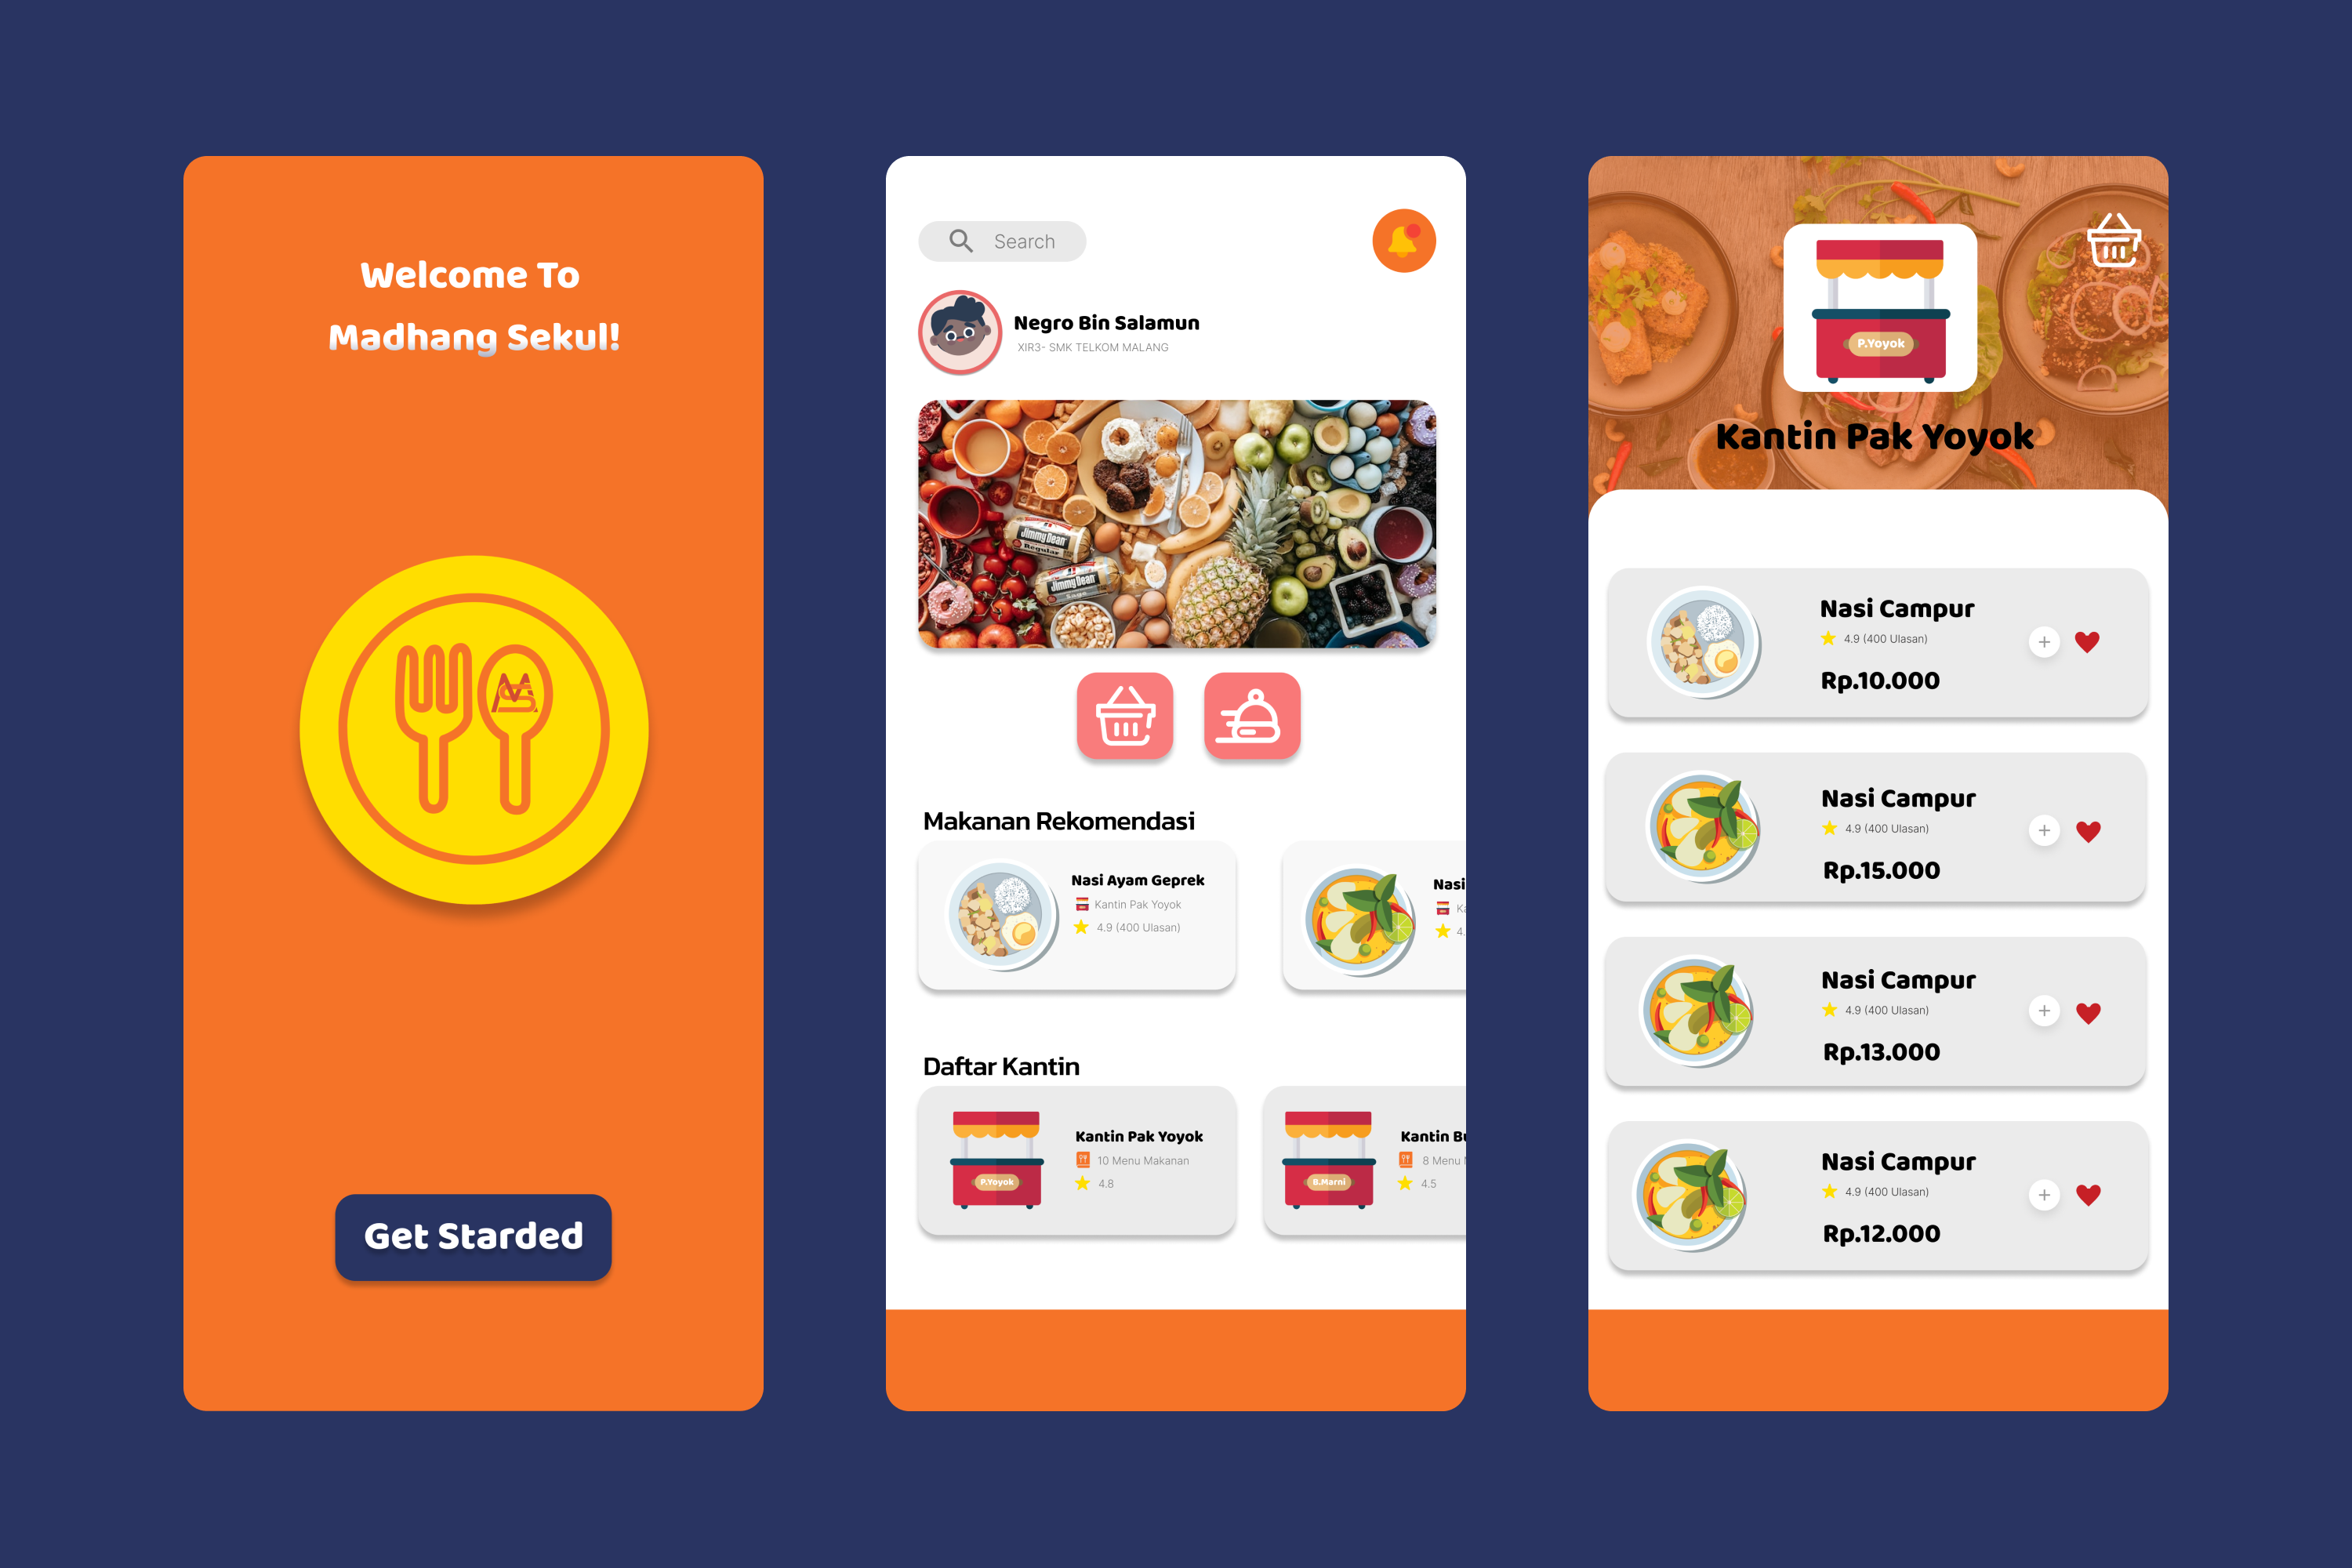 Welcome To
Madhang Sekul!
Get Starded
Search
Negro Bin Salamun
XIR3- SMK TELKOM MALANG
Jimmy Dean
Regular
Jimmy Dean
Sage
Makanan Rekomendasi
Nasi Ayam Geprek
Kantin Pak Yoyok
4.9 (400 Ulasan)
Nasi
4.
Daftar Kantin
P.Yoyok
Kantin Pak Yoyok
10 Menu Makanan
4.8
B.Marni
Kantin Bu
8 Menu
4.5
P.Yoyok
Kantin Pak Yoyok
Nasi Campur
4.9 (400 Ulasan)
Rp.10.000
Nasi Campur
4.9 (400 Ulasan)
Rp.15.000
Nasi Campur
4.9 (400 Ulasan)
Rp.13.000
Nasi Campur
4.9 (400 Ulasan)
Rp.12.000